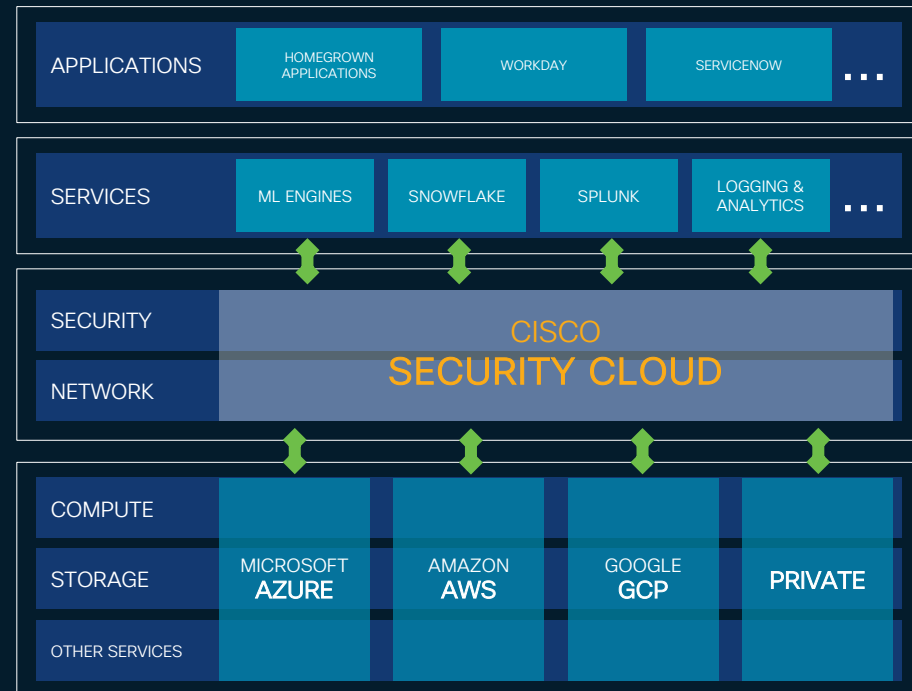 APPLICATIONS
HOMEGROWN
APPLICATIONS
WORKDAY
SERVICENOW
...
SERVICES
ML ENGINES
SNOWFLAKE
SPLUNK
LOGGING &
ANALYTICS
...
SECURITY
NETWORK
CISCO
SECURITY CLOUD
COMPUTE
STORAGE
OTHER SERVICES
MICROSOFT
AZURE
AMAZON
AWS
GOOGLE
GCP
PRIVATE